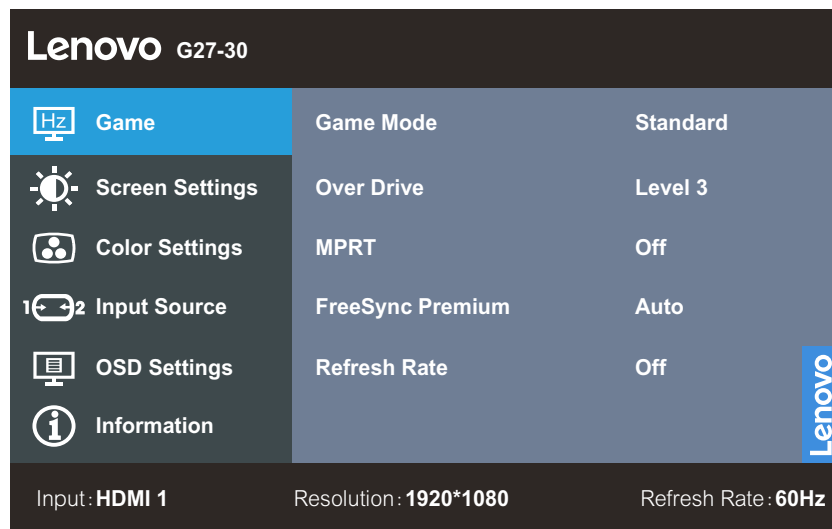 Lenovo G27-30
Hz Game
Game Mode Standard
Screen Settings
Over Drive Level 3
Color Settings
MPRT Off
1 2 Input Source
FreeSync Premium Auto
OSD Settings
Refresh Rate Off
Information
Lenovo
Input:HDMI 1 Resolution:1920*1080 Refresh Rate:60Hz